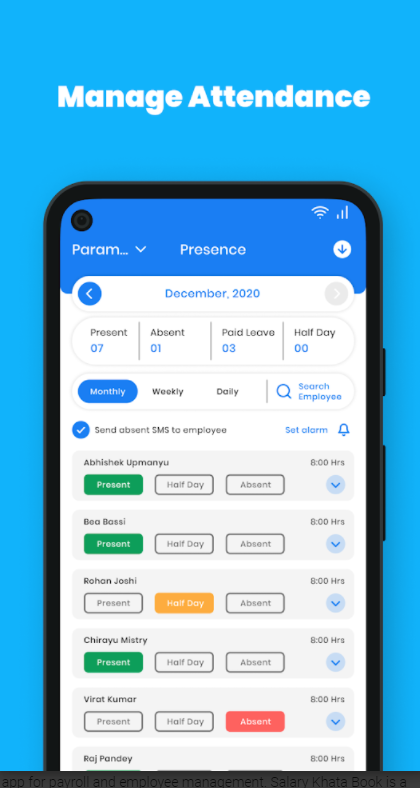 Manage Attendance
Param... Presence
December, 2020
Present Absent Paid Leave Half Day
07 01 03 00
Monthly Weekly Daily Search Employee
Send absent SMS to employee Set alarm
Abhishek Upmanyu 8:00 Hrs
Present Half Day Absent
Bea Bassi 8:00 Hrs
Present Half Day Absent
Rohan Joshi 8:00 Hrs
Present Half Day Absent
Chirayu Mistry 8:00 Hrs
Present Half Day Absent
Virat Kumar 8:00 Hrs
Present Half Day Absent
Raj Pandey 8:00 Hrs
app for payroll and employee management. Salary Khata Book is a